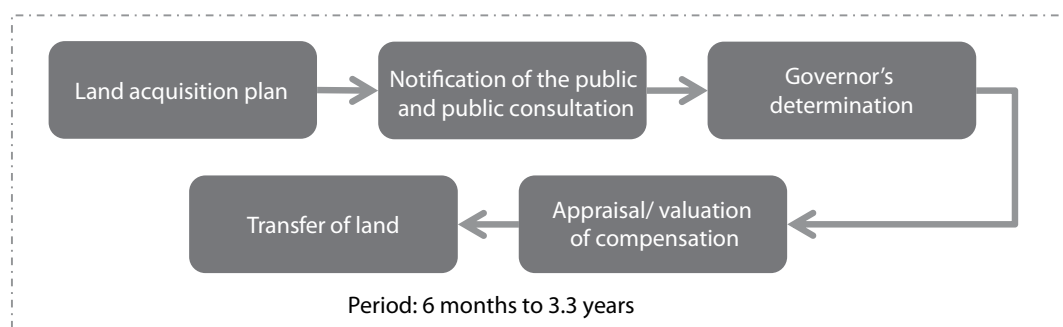 Land acquisition plan
Notification of the public
and public consultation
Governor’s
determination
Appraisal/ valuation
of compensation
Transfer of land
Period: 6 months to 3.3 years